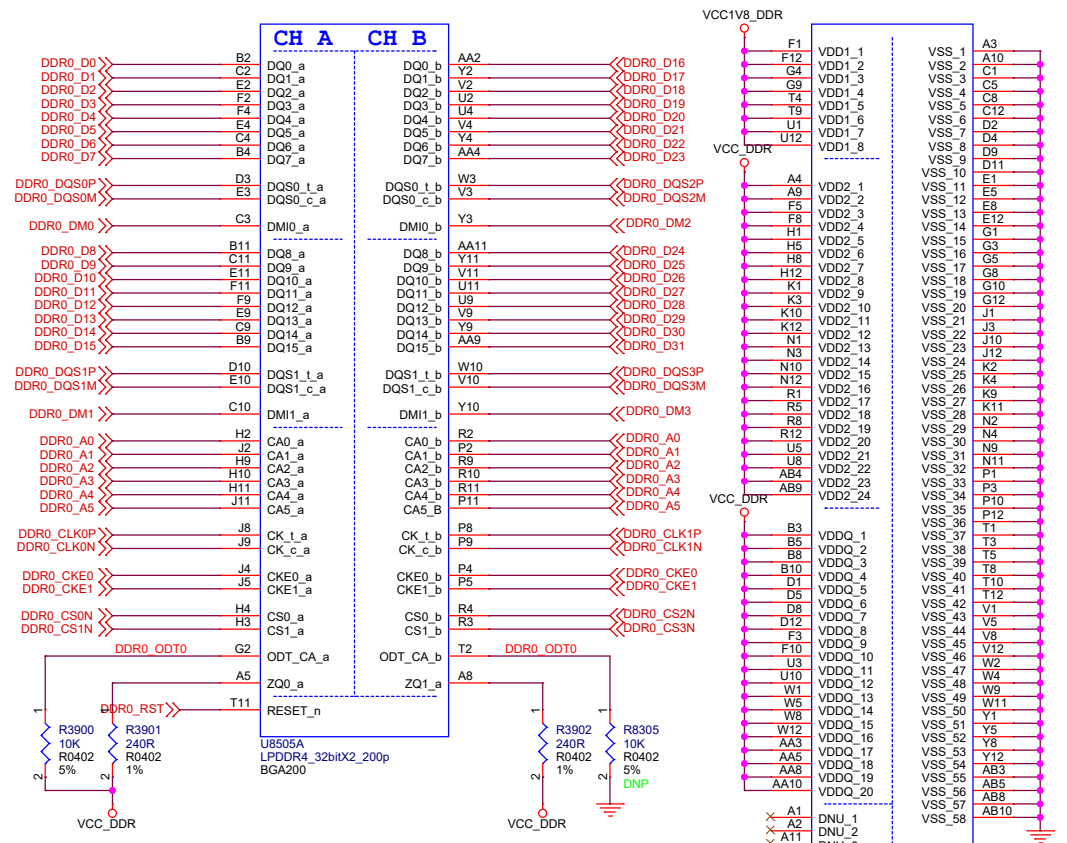 CH A CH B
DDR0_D0 B2 DQ0_a DQ0_b AA2 DDR0_D16
DDR0_D1 C2 DQ1_a DQ1_b Y2 DDR0_D17
DDR0_D2 E2 DQ2_a DQ2_b V2 DDR0_D18
DDR0_D3 F2 DQ3_a DQ3_b U2 DDR0_D19
DDR0_D4 F4 DQ4_a DQ4_b U4 DDR0_D20
DDR0_D5 E4 DQ5_a DQ5_b V4 DDR0_D21
DDR0_D6 C4 DQ6_a DQ6_b Y4 DDR0_D22
DDR0_D7 B4 DQ7_a DQ7_b AA4 DDR0_D23
DDR0_DQS0P D3 DQS0_t_a DQS0_t_b W3 DDR0_DQS2P
DDR0_DQS0M E3 DQS0_c_a DQS0_c_b V3 DDR0_DQS2M
DDR0_DM0 C3 DMI0_a DMI0_b Y3 DDR0_DM2
DDR0_D8 B11 DQ8_a DQ8_b AA11 DDR0_D24
DDR0_D9 C11 DQ9_a DQ9_b Y11 DDR0_D25
DDR0_D10 E11 DQ10_a DQ10_b V11 DDR0_D26
DDR0_D11 F11 DQ11_a DQ11_b U11 DDR0_D27
DDR0_D12 F9 DQ12_a DQ12_b U9 DDR0_D28
DDR0_D13 E9 DQ13_a DQ13_b V9 DDR0_D29
DDR0_D14 C9 DQ14_a DQ14_b Y9 DDR0_D30
DDR0_D15 B9 DQ15_a DQ15_b AA9 DDR0_D31
DDR0_DQS1P D10 DQS1_t_a DQS1_t_b W10 DDR0_DQS3P
DDR0_DQS1M E10 DQS1_c_a DQS1_c_b V10 DDR0_DQS3M
DDR0_DM1 C10 DMI1_a DMI1_b Y10 DDR0_DM3
DDR0_A0 H2 CA0_a CA0_b R2 DDR0_A0
DDR0_A1 J2 CA1_a CA1_b P2 DDR0_A1
DDR0_A2 H9 CA2_a CA2_b R9 DDR0_A2
DDR0_A3 H10 CA3_a CA3_b R10 DDR0_A3
DDR0_A4 H11 CA4_a CA4_b R11 DDR0_A4
DDR0_A5 J11 CA5_a CA5_B P11 DDR0_A5
DDR0_CLK0P J8 CK_t_a CK_t_b P8 DDR0_CLK1P
DDR0_CLK0N J9 CK_c_a CK_c_b P9 DDR0_CLK1N
DDR0_CKE0 J4 CKE0_a CKE0_b P4 DDR0_CKE0
DDR0_CKE1 J5 CKE1_a CKE1_b P5 DDR0_CKE1
DDR0_CS0N H4 CS0_a CS0_b R4 DDR0_CS2N
DDR0_CS1N H3 CS1_a CS1_b R3 DDR0_CS3N
DDR0_ODT0 G2 ODT_CA_a ODT_CA_b T2 DDR0_ODT0
A5 ZQ0_a ZQ1_a A8
DDR0_RST T11 RESET_n
1 R3900 10K R0402 5% 2
1 R3901 240R R0402 1% 2
VCC_DDR
U8505A
LPDDR4_32bitX2_200p
BGA200
1 R3902 240R R0402 1% 2
VCC_DDR
1 R8305 10K R0402 5% 2
DNP
VCC1V8_DDR
F1 VDD1_1
F12 VDD1_2
G4 VDD1_3
G9 VDD1_4
T4 VDD1_5
T9 VDD1_6
U1 VDD1_7
U12 VDD1_8
VCC_DDR
A4 VDD2_1
A9 VDD2_2
F5 VDD2_3
F8 VDD2_4
H1 VDD2_5
H5 VDD2_6
H8 VDD2_7
H12 VDD2_8
K1 VDD2_9
K3 VDD2_10
K10 VDD2_11
K12 VDD2_12
N1 VDD2_13
N3 VDD2_14
N10 VDD2_15
N12 VDD2_16
R1 VDD2_17
R5 VDD2_18
R8 VDD2_19
R12 VDD2_20
U5 VDD2_21
U8 VDD2_22
AB4 VDD2_23
AB9 VDD2_24
VCC_DDR
B3 VDDQ_1
B5 VDDQ_2
B8 VDDQ_3
B10 VDDQ_4
D1 VDDQ_5
D5 VDDQ_6
D8 VDDQ_7
D12 VDDQ_8
F3 VDDQ_9
F10 VDDQ_10
U3 VDDQ_11
U10 VDDQ_12
W1 VDDQ_13
W5 VDDQ_14
W8 VDDQ_15
W12 VDDQ_16
AA3 VDDQ_17
AA5 VDDQ_18
AA8 VDDQ_19
AA10 VDDQ_20
A1 DNU_1
A2 DNU_2
A11
VSS_1 A3
VSS_2 A10
VSS_3 C1
VSS_4 C5
VSS_5 C8
VSS_6 C12
VSS_7 D2
VSS_8 D4
VSS_9 D9
VSS_10 D11
VSS_11 E1
VSS_12 E5
VSS_13 E8
VSS_14 E12
VSS_15 G1
VSS_16 G3
VSS_17 G5
VSS_18 G8
VSS_19 G10
VSS_20 G12
VSS_21 J1
VSS_22 J3
VSS_23 J10
VSS_24 J12
VSS_25 K2
VSS_26 K4
VSS_27 K9
VSS_28 K11
VSS_29 N2
VSS_30 N4
VSS_31 N9
VSS_32 N11
VSS_33 P1
VSS_34 P3
VSS_35 P10
VSS_36 P12
VSS_37 T1
VSS_38 T3
VSS_39 T5
VSS_40 T8
VSS_41 T10
VSS_42 T12
VSS_43 V1
VSS_44 V5
VSS_45 V8
VSS_46 V12
VSS_47 W2
VSS_48 W4
VSS_49 W9
VSS_50 W11
VSS_51 Y1
VSS_52 Y5
VSS_53 Y8
VSS_54 Y12
VSS_55 AB3
VSS_56 AB5
VSS_57 AB8
VSS_58 AB10